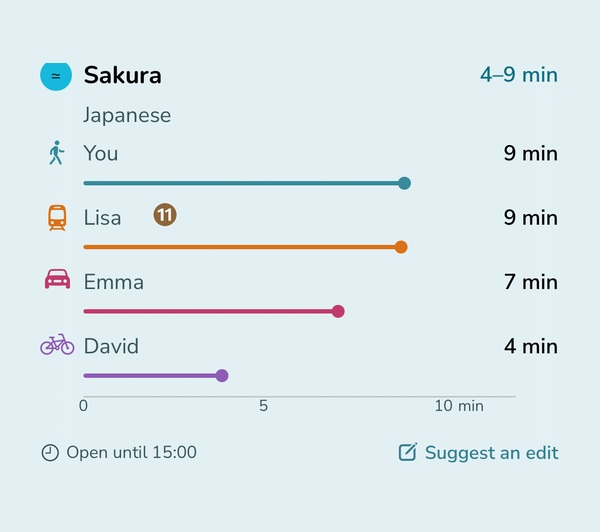 ≈ Sakura 4–9 min
Japanese
You 9 min
Lisa 11 9 min
Emma 7 min
David 4 min
0 5 10 min
Open until 15:00 Suggest an edit